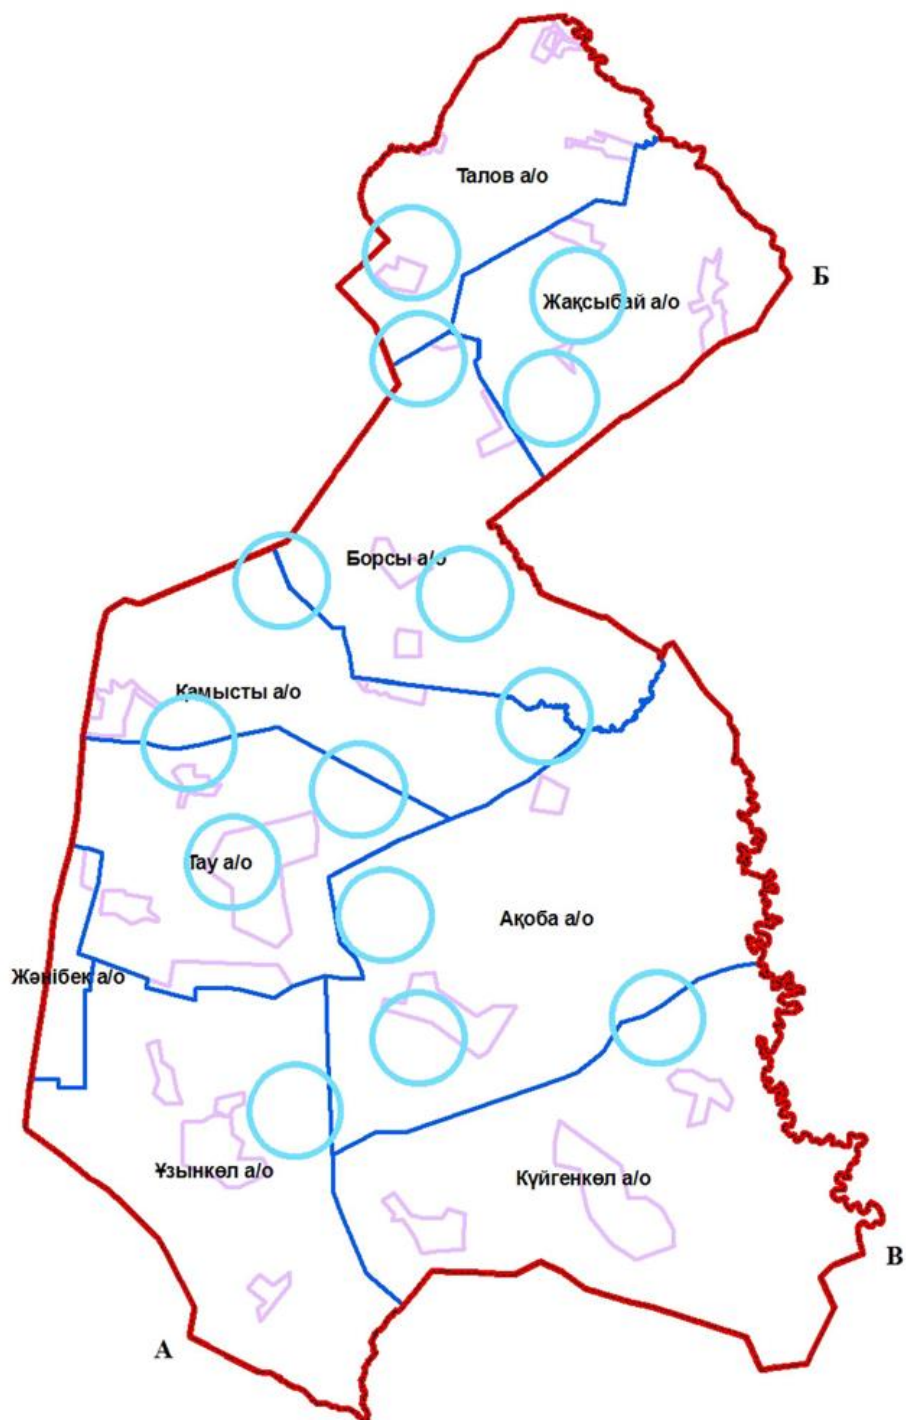 Талов а/о
Б
Жақсыбай а/о
Борсы а/о
Қамысты а/о
Тау а/о
Ақоба а/о
Жәнібек а/о
Ұзынкөл а/о
Күйгенкөл а/о
В
А